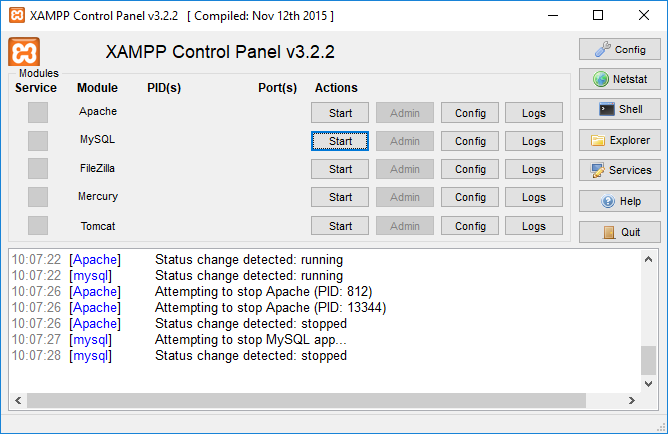 XAMPP Control Panel v3.2.2 [ Compiled: Nov 12th 2015 ]
XAMPP Control Panel v3.2.2
Config
Modules
Service Module PID(s) Port(s) Actions
Netstat
Apache Start Admin Config Logs
Shell
MySQL Start Admin Config Logs
Explorer
FileZilla Start Admin Config Logs
Services
Mercury Start Admin Config Logs
Help
Tomcat Start Admin Config Logs
Quit
10:07:22 [Apache] Status change detected: running
10:07:22 [mysql] Status change detected: running
10:07:26 [Apache] Attempting to stop Apache (PID: 812)
10:07:26 [Apache] Attempting to stop Apache (PID: 13344)
10:07:26 [Apache] Status change detected: stopped
10:07:27 [mysql] Attempting to stop MySQL app...
10:07:28 [mysql] Status change detected: stopped